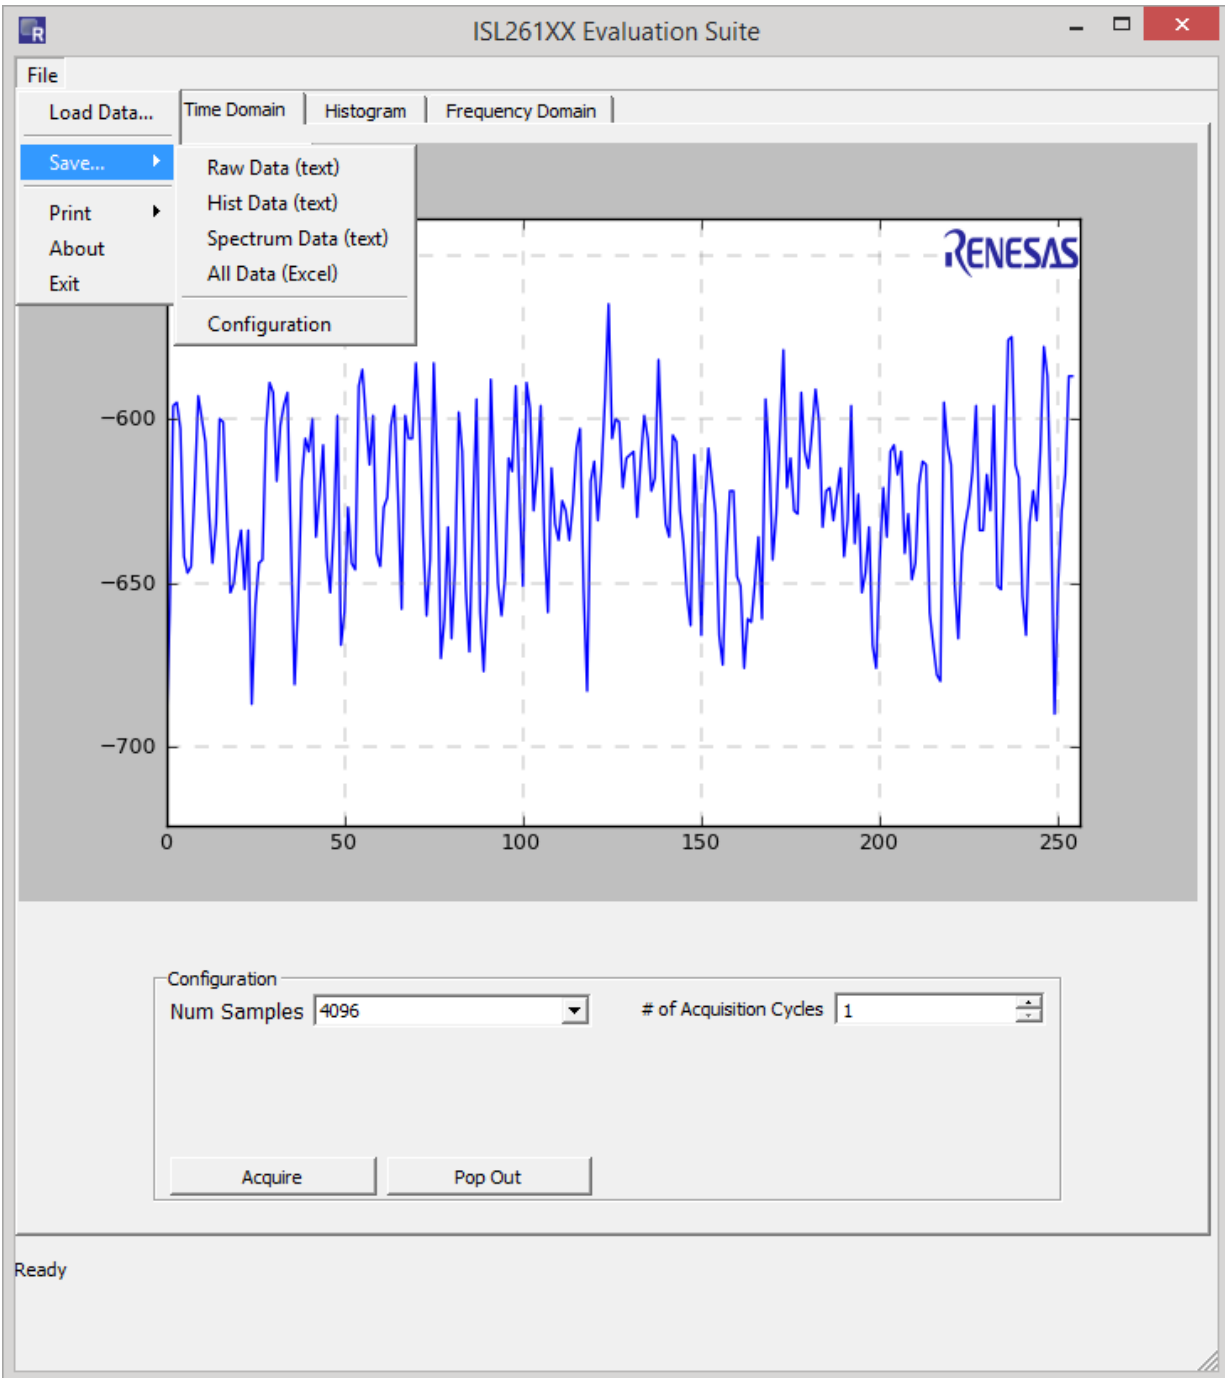 R
ISL261XX Evaluation Suite
File
Load Data...
Save...
Print
About
Exit
Time Domain
Histogram
Frequency Domain
Raw Data (text)
Hist Data (text)
Spectrum Data (text)
All Data (Excel)
Configuration
RENESAS
−600
−650
−700
0 50 100 150 200 250
Configuration
Num Samples 4096 # of Acquisition Cycles 1
Acquire Pop Out
Ready